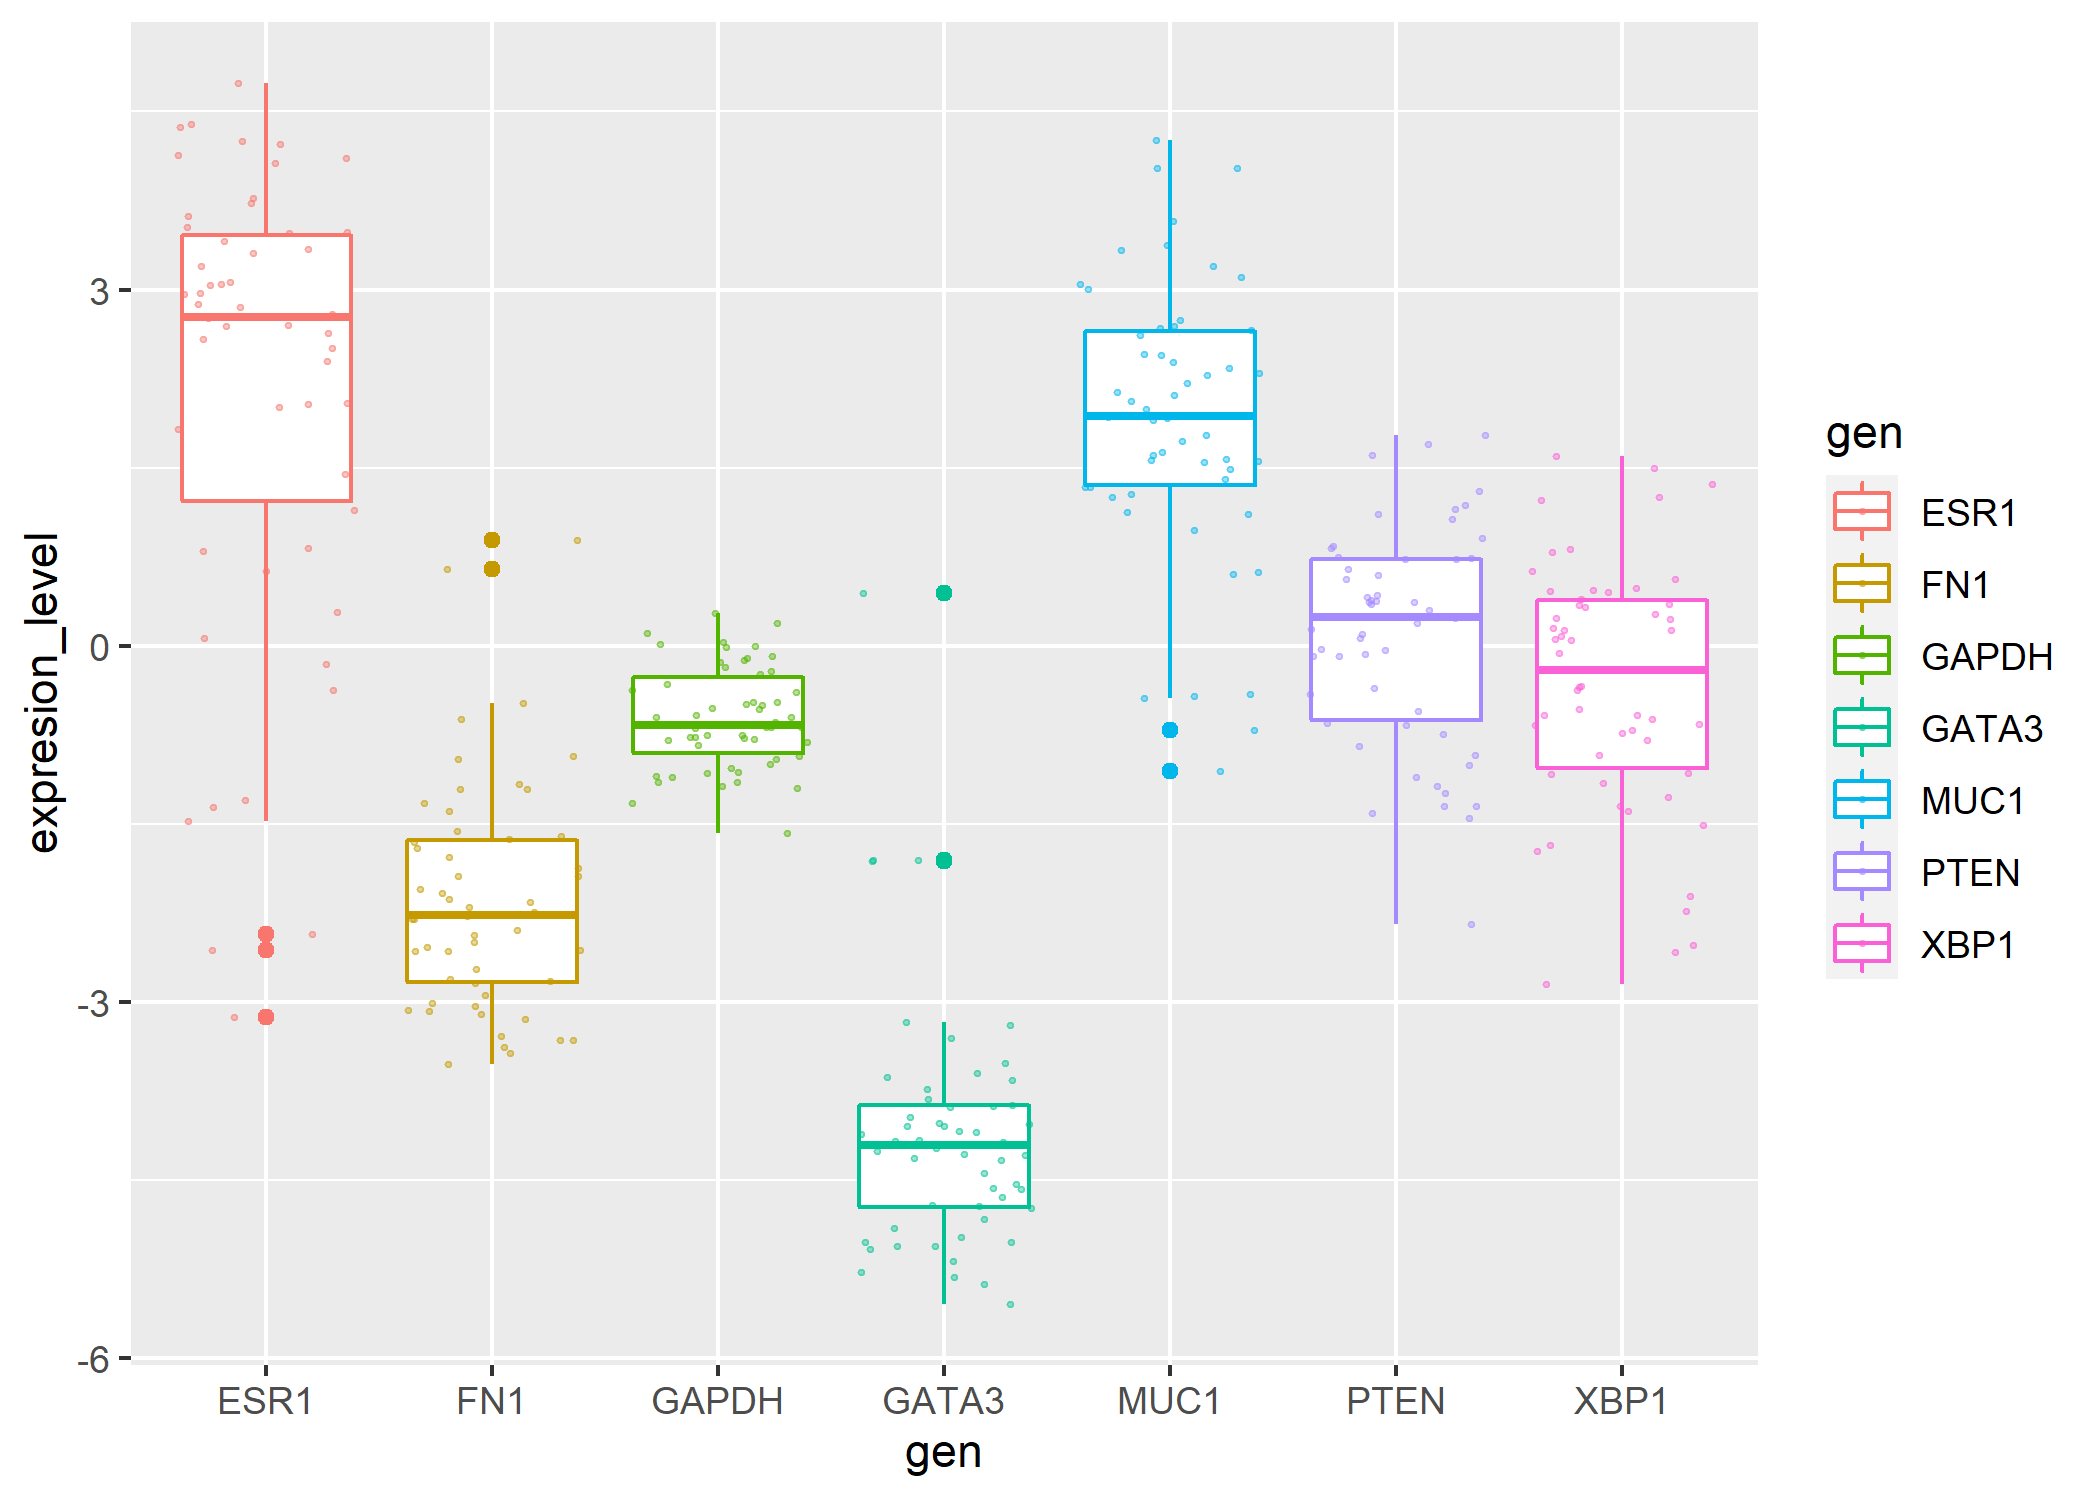 expresion_level
3
0
-3
-6
ESR1 FN1 GAPDH GATA3 MUC1 PTEN XBP1
gen
gen
ESR1
FN1
GAPDH
GATA3
MUC1
PTEN
XBP1